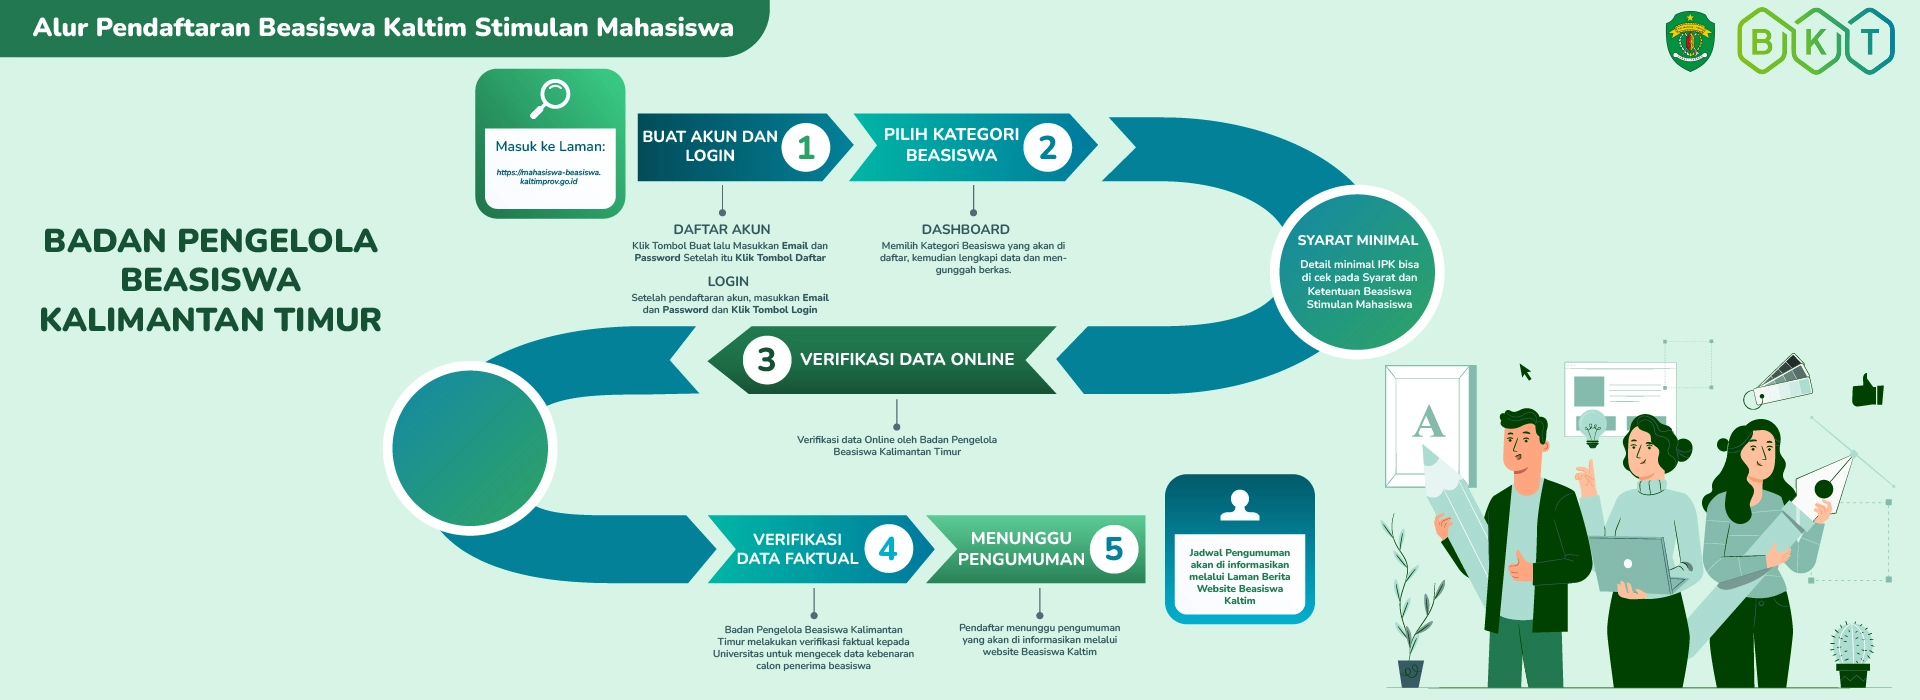 Alur Pendaftaran Beasiswa Kaltim Stimulan Mahasiswa
B K T
BADAN PENGELOLA
BEASISWA
KALIMANTAN TIMUR
Masuk ke Laman:
https://mahasiswa-beasiswa.
kaltimprov.go.id
BUAT AKUN DAN
LOGIN
1
DAFTAR AKUN
Klik Tombol Buat lalu Masukkan Email dan
Password Setelah itu Klik Tombol Daftar
LOGIN
Setelah pendaftaran akun, masukkan Email
dan Password dan Klik Tombol Login
PILIH KATEGORI
BEASISWA
2
DASHBOARD
Memilih Kategori Beasiswa yang akan di
daftar, kemudian lengkapi data dan men-
gunggah berkas.
SYARAT MINIMAL
Detail minimal IPK bisa
di cek pada Syarat dan
Ketentuan Beasiswa
Stimulan Mahasiswa
3
VERIFIKASI DATA ONLINE
Verifikasi data Online oleh Badan Pengelola
Beasiswa Kalimantan Timur
VERIFIKASI
DATA FAKTUAL
4
Badan Pengelola Beasiswa Kalimantan
Timur melakukan verifikasi faktual kepada
Universitas untuk mengecek data kebenaran
calon penerima beasiswa
MENUNGGU
PENGUMUMAN
5
Pendaftar menunggu pengumuman
yang akan di informasikan melalui
website Beasiswa Kaltim
Jadwal Pengumuman
akan di informasikan
melalui Laman Berita
Website Beasiswa
Kaltim
A